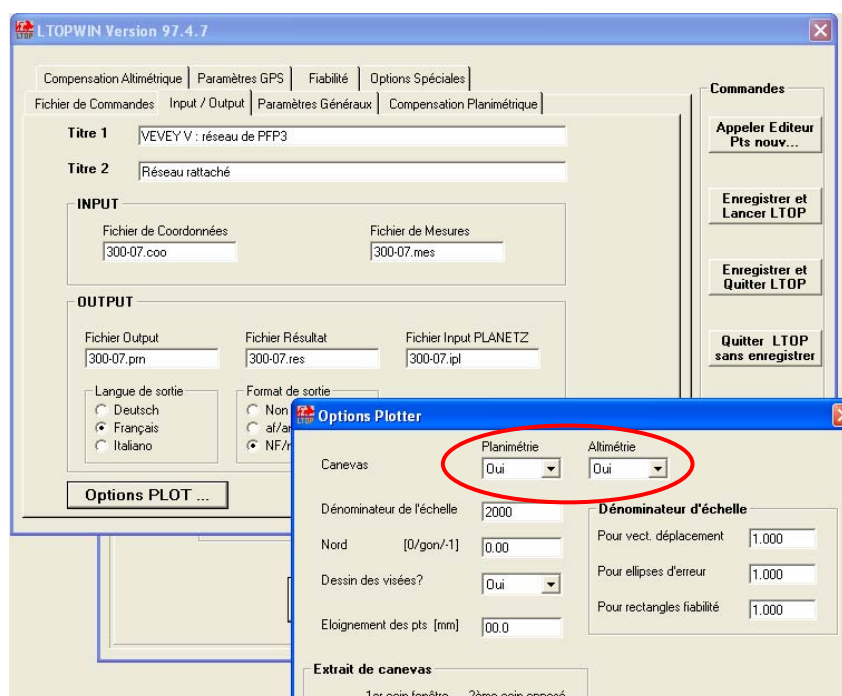 LTOPWIN Version 97.4.7
Compensation Altimétrique Paramètres GPS Fiabilité Options Spéciales
Fichier de Commandes Input / Output Paramètres Généraux Compensation Planimétrique
Titre 1 VEVEY V : réseau de PFP3
Titre 2 Réseau rattaché
INPUT
Fichier de Coordonnées Fichier de Mesures
300-07.coo 300-07.mes
OUTPUT
Fichier Output Fichier Résultat Fichier Input PLANETZ
300-07.prn 300-07.res 300-07.ipl
Langue de sortie Format de sortie
Deutsch Non
Français
Italiano
Options PLOT ...
Commandes
Appeler Editeur
Pts nouv...
Enregistrer et
Lancer LTOP
Enregistrer et
Quitter LTOP
Quitter LTOP
sans enregistrer
LTOP Options Plotter
Planimétrie Altimétrie
Canevas Oui Oui
Dénominateur de l'échelle 2000
Nord [0/gon/-1] 0.00
Dessin des visées? Oui
Eloignement des pts [mm] 00.0
Dénominateur d'échelle
Pour vect. déplacement 1.000
Pour ellipses d'erreur 1.000
Pour rectangles fiabilité 1.000
Extrait de canevas
1er coin fenêtre 2ème coin opposé